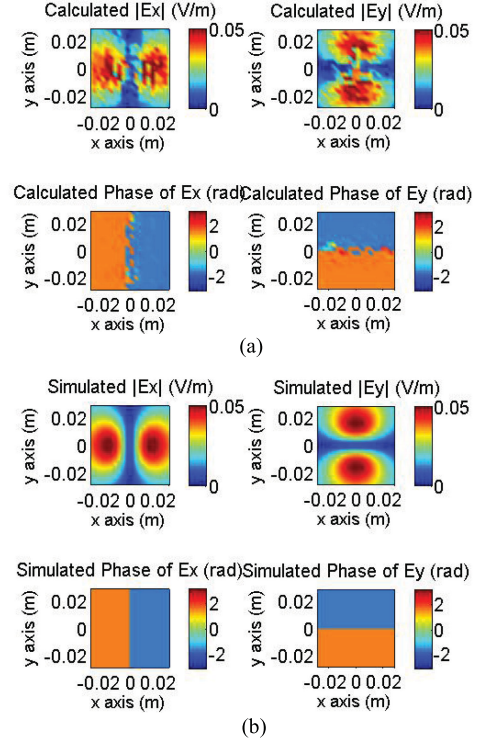 Calculated |Ex| (V/m)
Calculated |Ey| (V/m)
y axis (m)
0.02
0
-0.02
-0.02 0 0.02
x axis (m)
0.05
0
y axis (m)
0.02
0
-0.02
-0.02 0 0.02
x axis (m)
0.05
0
Calculated Phase of Ex (rad)
Calculated Phase of Ey (rad)
y axis (m)
0.02
0
-0.02
-0.02 0 0.02
x axis (m)
2
0
-2
y axis (m)
0.02
0
-0.02
-0.02 0 0.02
x axis (m)
2
0
-2
(a)
Simulated |Ex| (V/m)
Simulated |Ey| (V/m)
y axis (m)
0.02
0
-0.02
-0.02 0 0.02
x axis (m)
0.05
0
y axis (m)
0.02
0
-0.02
-0.02 0 0.02
x axis (m)
0.05
0
Simulated Phase of Ex (rad)
Simulated Phase of Ey (rad)
y axis (m)
0.02
0
-0.02
-0.02 0 0.02
x axis (m)
2
0
-2
y axis (m)
0.02
0
-0.02
-0.02 0 0.02
x axis (m)
2
0
-2
(b)